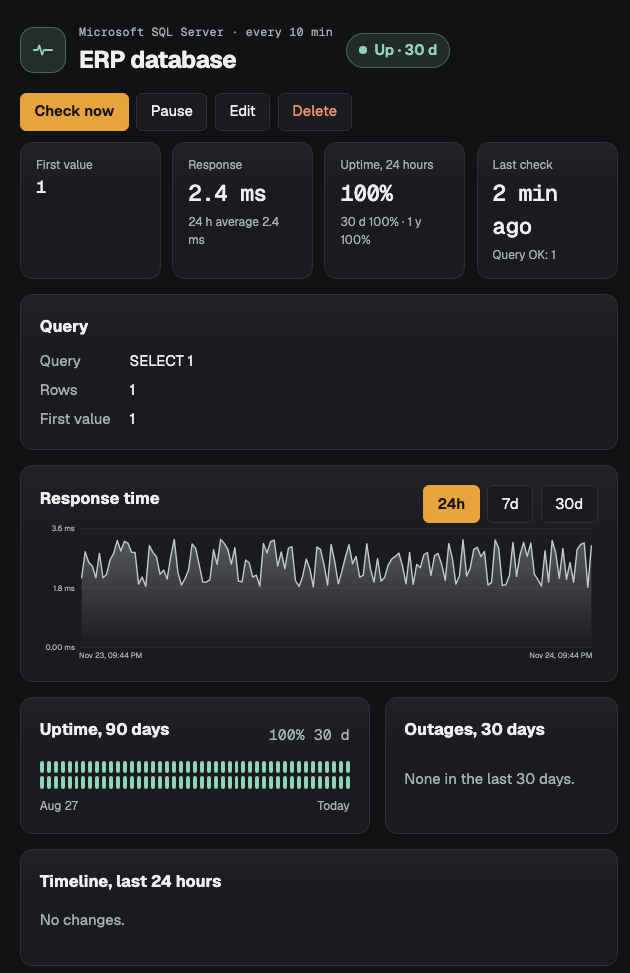 Microsoft SQL Server · every 10 min
ERP database
Up · 30 d
Check now
Pause
Edit
Delete
First value
1
Response
2.4 ms
24 h average 2.4
ms
Uptime, 24 hours
100%
30 d 100% · 1 y
100%
Last check
2 min
ago
Query OK: 1
Query
Query SELECT 1
Rows 1
First value 1
Response time
24h
7d
30d
3.6 ms
1.8 ms
0.00 ms
Nov 23, 09:44 PM
Nov 24, 09:44 PM
Uptime, 90 days
100% 30 d
Aug 27
Today
Outages, 30 days
None in the last 30 days.
Timeline, last 24 hours
No changes.